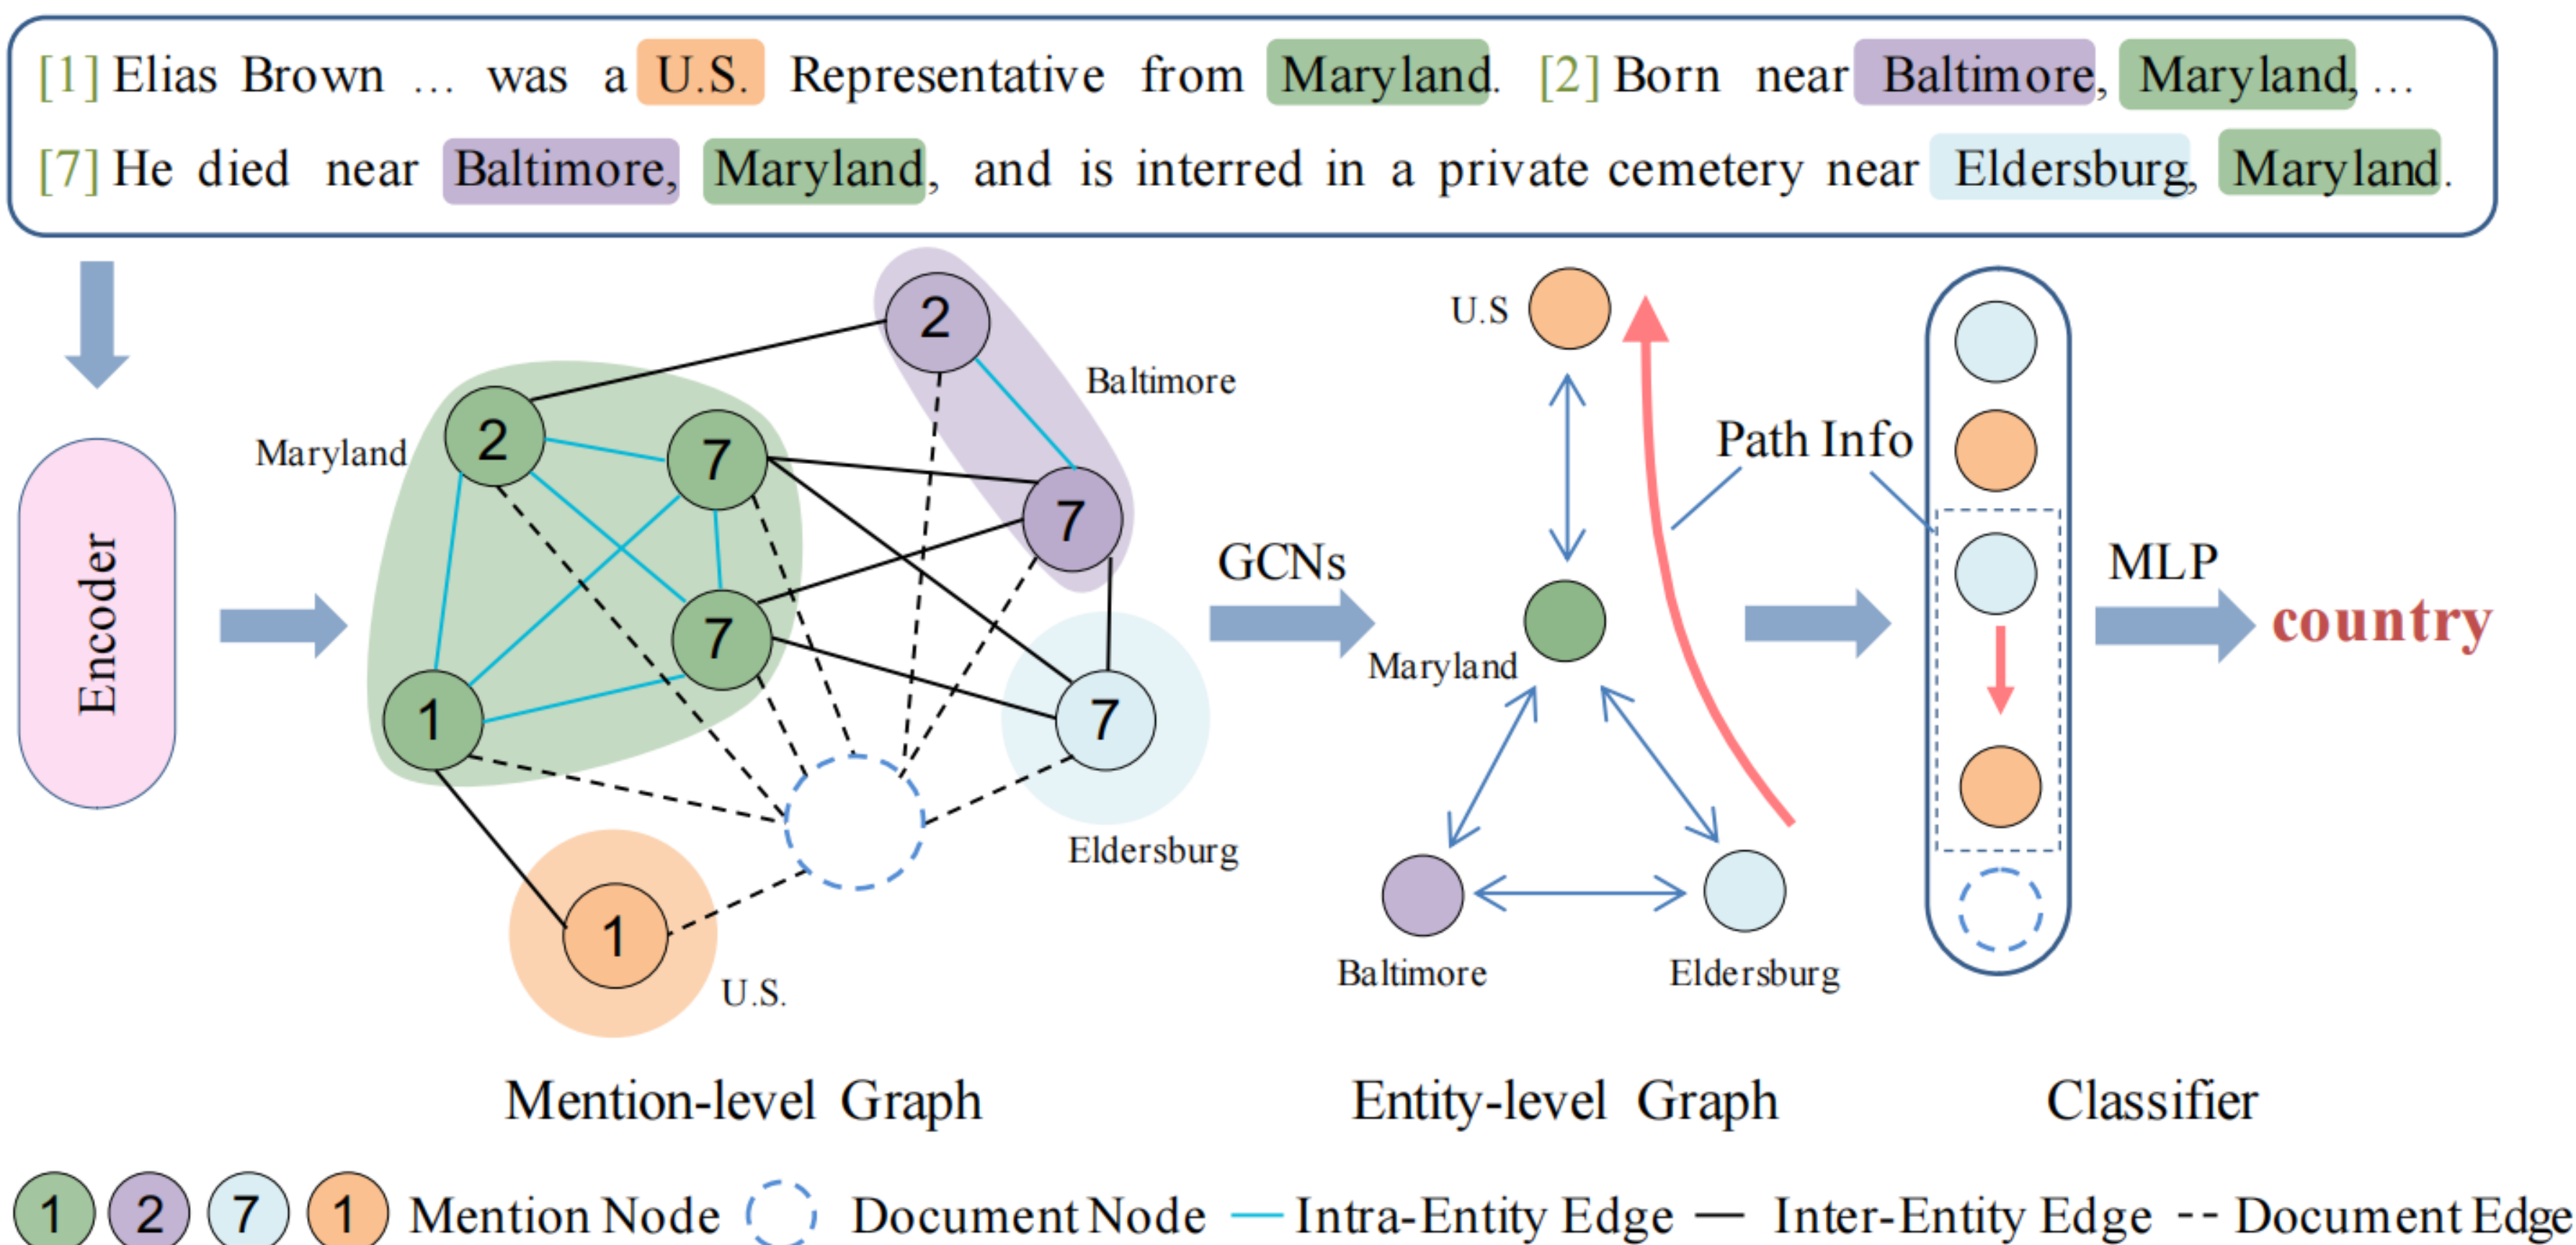 [1] Elias Brown ... was a U.S. Representative from Maryland. [2] Born near Baltimore, Maryland, ...
[7] He died near Baltimore, Maryland, and is interred in a private cemetery near Eldersburg, Maryland.
Encoder
Maryland
2
7
7
1
2
7
Baltimore
7
Eldersburg
1
U.S.
GCNs
U.S
Maryland
Baltimore
Eldersburg
Path Info
MLP
country
Mention-level Graph
Entity-level Graph
Classifier
1 2 7 1 Mention Node Document Node Intra-Entity Edge Inter-Entity Edge Document Edge